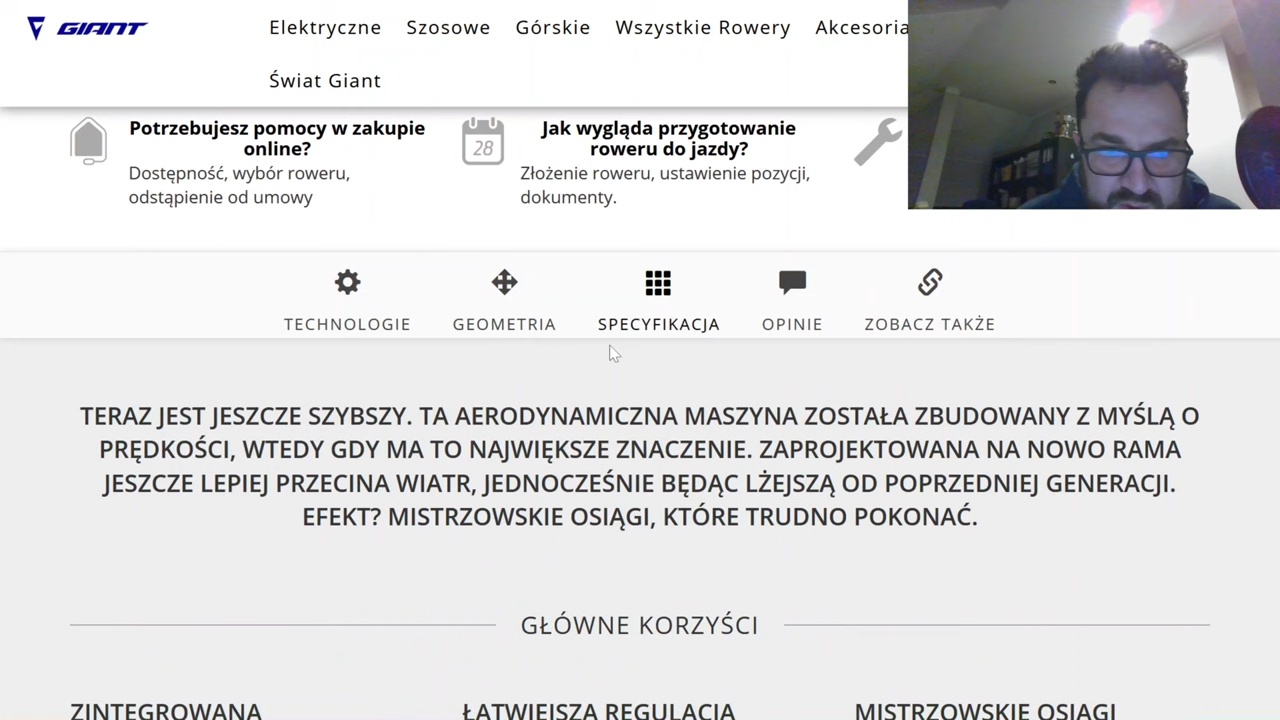 GIANT
Elektryczne Szosowe Górskie Wszystkie Rowery Akcesoria
Świat Giant
Potrzebujesz pomocy w zakupie
online?
Dostępność, wybór roweru,
odstąpienie od umowy
28
Jak wygląda przygotowanie
roweru do jazdy?
Złożenie roweru, ustawienie pozycji,
dokumenty.
TECHNOLOGIE GEOMETRIA SPECYFIKACJA OPINIE ZOBACZ TAKŻE
TERAZ JEST JESZCZE SZYBSZY. TA AERODYNAMICZNA MASZYNA ZOSTAŁA ZBUDOWANY Z MYŚLĄ O
PRĘDKOŚCI, WTEDY GDY MA TO NAJWIĘKSZE ZNACZENIE. ZAPROJEKTOWANA NA NOWO RAMA
JESZCZE LEPIEJ PRZECINA WIATR, JEDNOCZEŚNIE BĘDĄC LŻEJSZĄ OD POPRZEDNIEJ GENERACJI.
EFEKT? MISTRZOWSKIE OSIĄGI, KTÓRE TRUDNO POKONAĆ.
GŁÓWNE KORZYŚCI
ZINTEGROWANA ŁATWIEJSZA REGULACJA MISTRZOWSKIE OSIĄGI